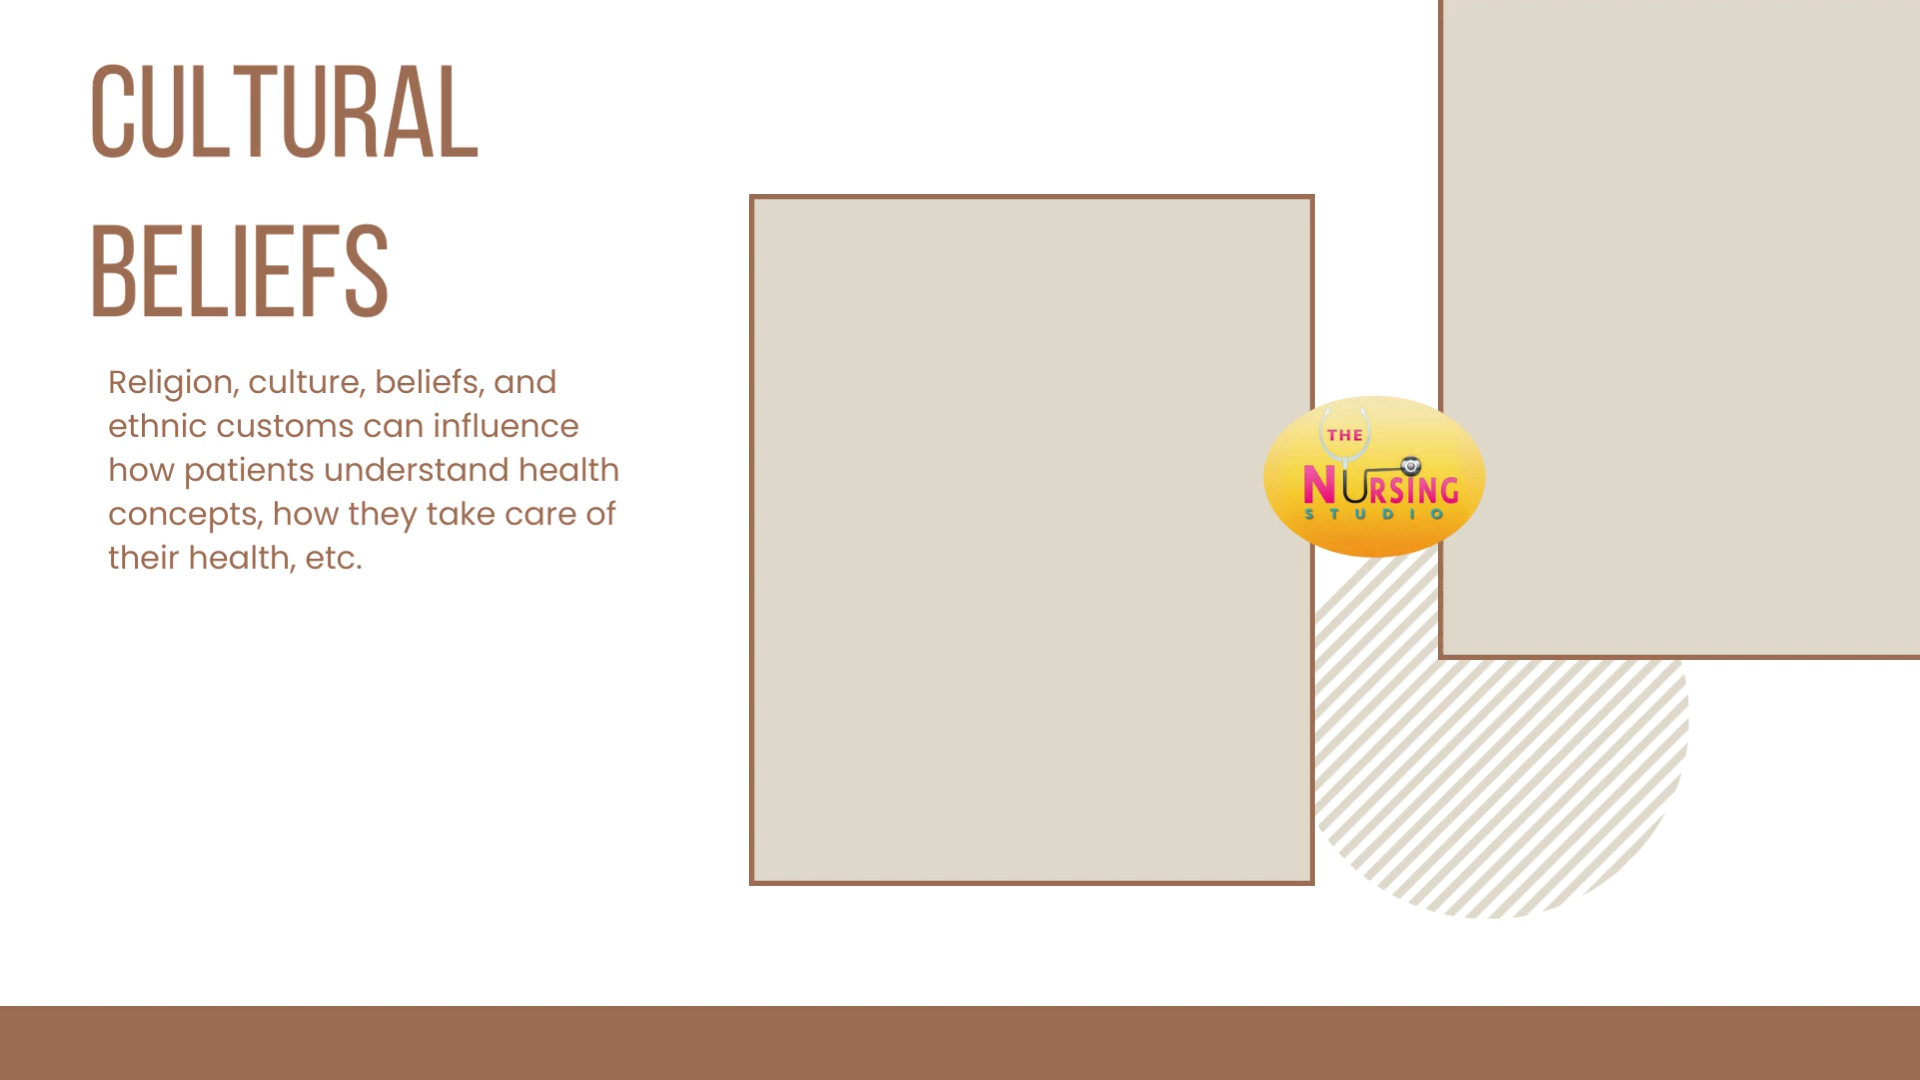 CULTURAL
BELIEFS
Religion, culture, beliefs, and
ethnic customs can influence
how patients understand health
concepts, how they take care of
their health, etc.
THE
NURSING
STUDIO